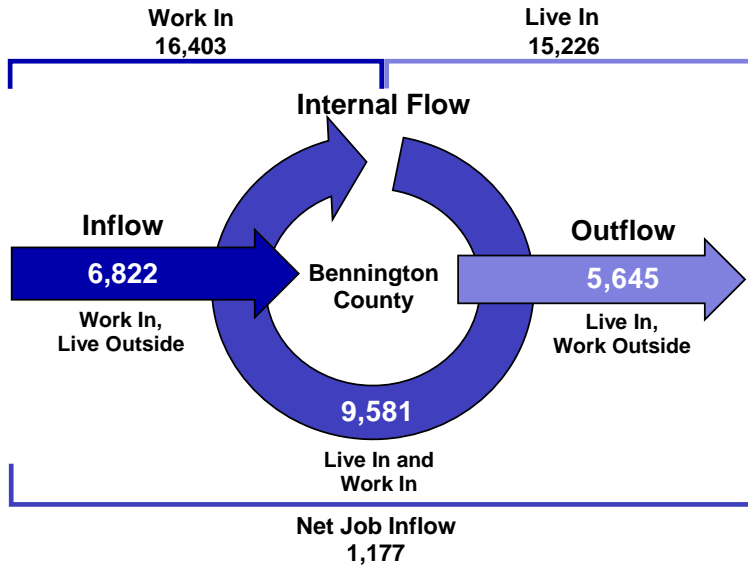 Work In
16,403
Live In
15,226
Internal Flow
Inflow
6,822
Work In,
Live Outside
Bennington
County
Outflow
5,645
Live In,
Work Outside
9,581
Live In and
Work In
Net Job Inflow
1,177